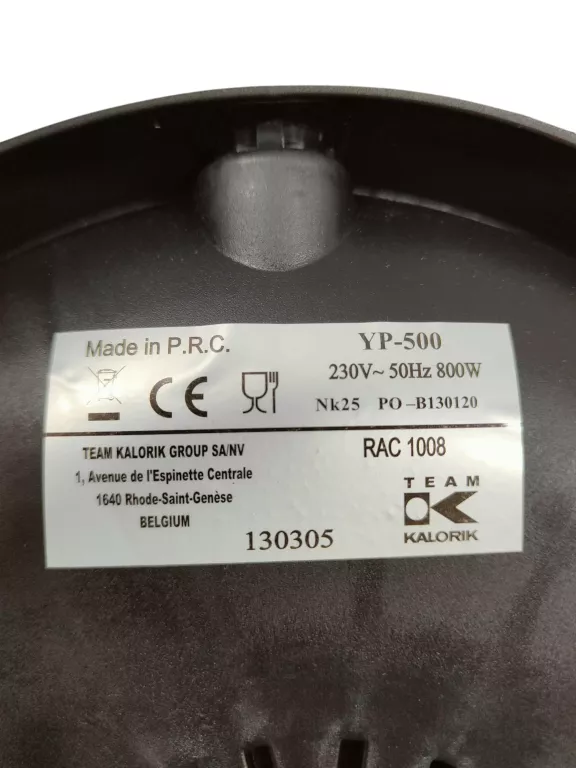 Made in P.R.C.
YP-500
230V~ 50Hz 800W
CE
Nk25 PO-B130120
TEAM KALORIK GROUP SA/NV
1, Avenue de l'Espinette Centrale
1640 Rhode-Saint-Genèse
BELGIUM
130305
RAC 1008
TEAM
K
KALORIK